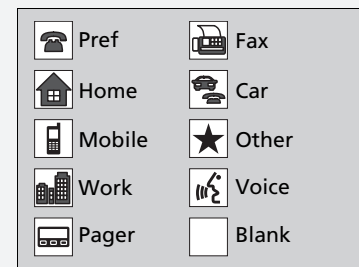 Pref
Home
Mobile
Work
Pager
Fax
Car
Other
Voice
Blank